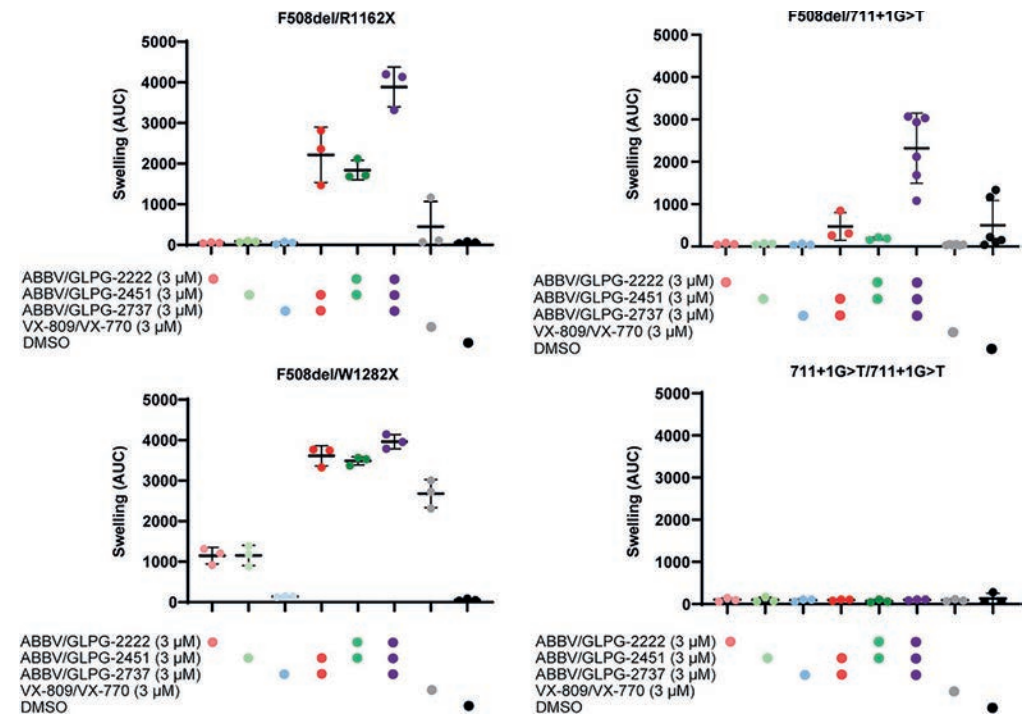 F508del/R1162X
5000
4000
3000
2000
1000
0
Swelling (AUC)
ABBV/GLPG-2222 (3 µM)
ABBV/GLPG-2451 (3 µM)
ABBV/GLPG-2737 (3 µM)
VX-809/VX-770 (3 µM)
DMSO
F508del/711+1G>T
5000
4000
3000
2000
1000
0
Swelling (AUC)
ABBV/GLPG-2222 (3 µM)
ABBV/GLPG-2451 (3 µM)
ABBV/GLPG-2737 (3 µM)
VX-809/VX-770 (3 µM)
DMSO
F508del/W1282X
5000
4000
3000
2000
1000
0
Swelling (AUC)
ABBV/GLPG-2222 (3 µM)
ABBV/GLPG-2451 (3 µM)
ABBV/GLPG-2737 (3 µM)
VX-809/VX-770 (3 µM)
DMSO
711+1G>T/711+1G>T
5000
4000
3000
2000
1000
0
Swelling (AUC)
ABBV/GLPG-2222 (3 µM)
ABBV/GLPG-2451 (3 µM)
ABBV/GLPG-2737 (3 µM)
VX-809/VX-770 (3 µM)
DMSO